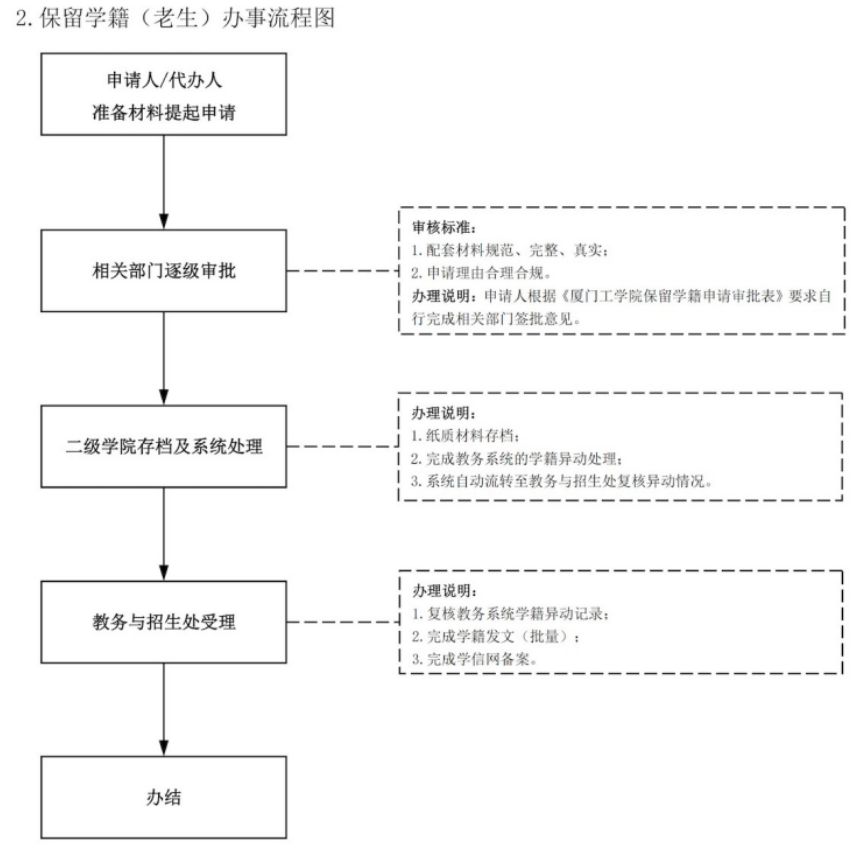 2.保留学籍（老生）办事流程图
申请人/代办人
准备材料提起申请
相关部门逐级审批
审核标准：
1.配套材料规范、完整、真实；
2.申请理由合理合规。
办理说明：申请人根据《厦门工学院保留学籍申请审批表》要求自
行完成相关部门签批意见。
二级学院存档及系统处理
办理说明：
1.纸质材料存档；
2.完成教务系统的学籍异动处理；
3.系统自动流转至教务与招生处复核异动情况。
教务与招生处受理
办理说明：
1.复核教务系统学籍异动记录；
2.完成学籍发文（批量）；
3.完成学信网备案。
办结